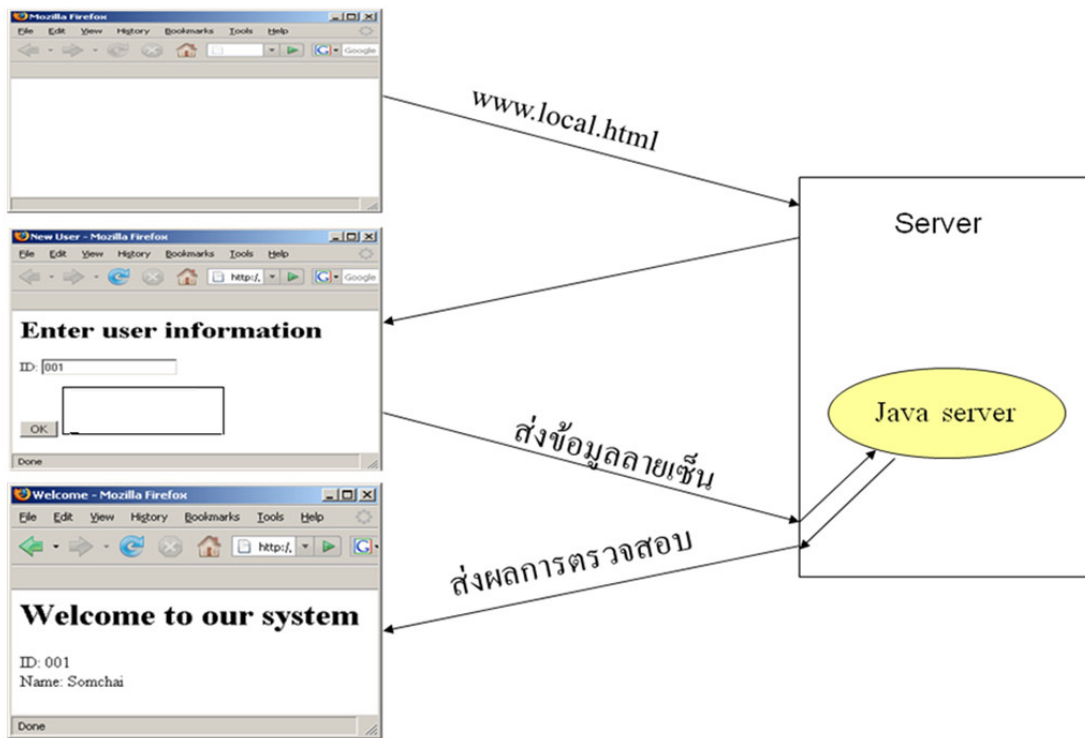 Mozilla Firefox
File Edit View History Bookmarks Tools Help
G Google
www.local.html
Server
New User - Mozilla Firefox
File Edit View History Bookmarks Tools Help
http:/, G Google
Enter user information
ID: 001
OK
Done
ส่งข้อมูลลายเซ็น
Java server
ส่งผลการตรวจสอบ
Welcome - Mozilla Firefox
File Edit View History Bookmarks Tools Help
http:/, G
Welcome to our system
ID: 001
Name: Somchai
Done